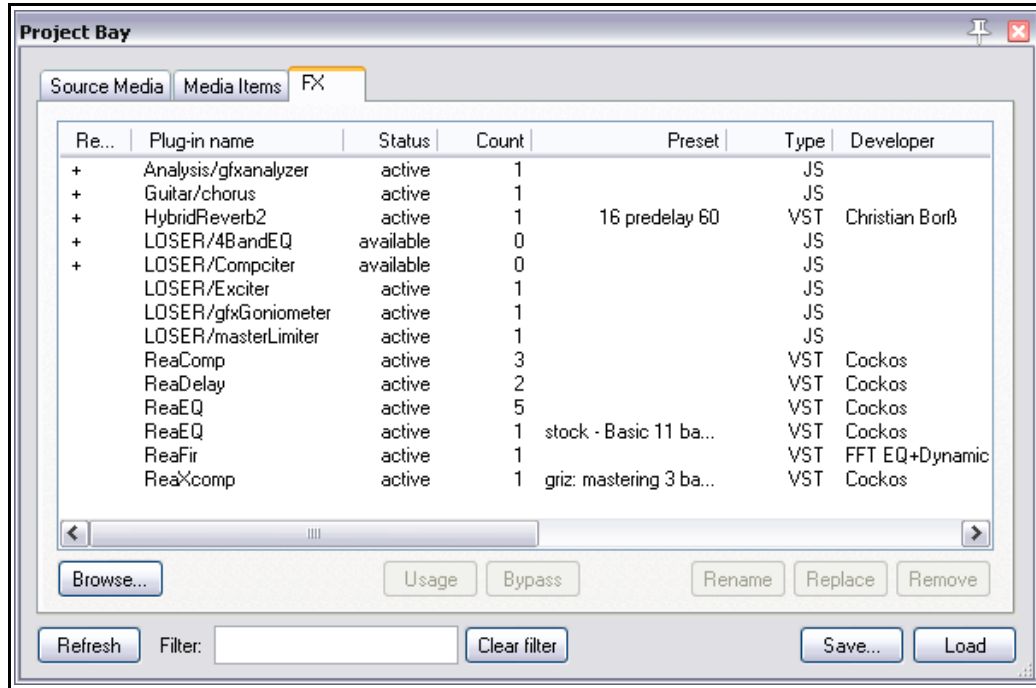 Project Bay
Source Media Media Items FX
Re... Plug-in name Status Count Preset Type Developer
+ Analysis/gfxanalyzer active 1 JS
+ Guitar/chorus active 1 JS
+ HybridReverb2 active 1 16 predelay 60 VST Christian Borß
+ LOSER/4BandEQ available 0 JS
+ LOSER/Compciter available 0 JS
LOSER/Exciter active 1 JS
LOSER/gfxGoniometer active 1 JS
LOSER/masterLimiter active 1 JS
ReaComp active 3 VST Cockos
ReaDelay active 2 VST Cockos
ReaEQ active 5 VST Cockos
ReaEQ active 1 stock - Basic 11 ba... VST Cockos
ReaFir active 1 VST FFT EQ+Dynamic
ReaXcomp active 1 griz: mastering 3 ba... VST Cockos
Browse... Usage Bypass Rename Replace Remove
Refresh Filter: Clear filter Save... Load